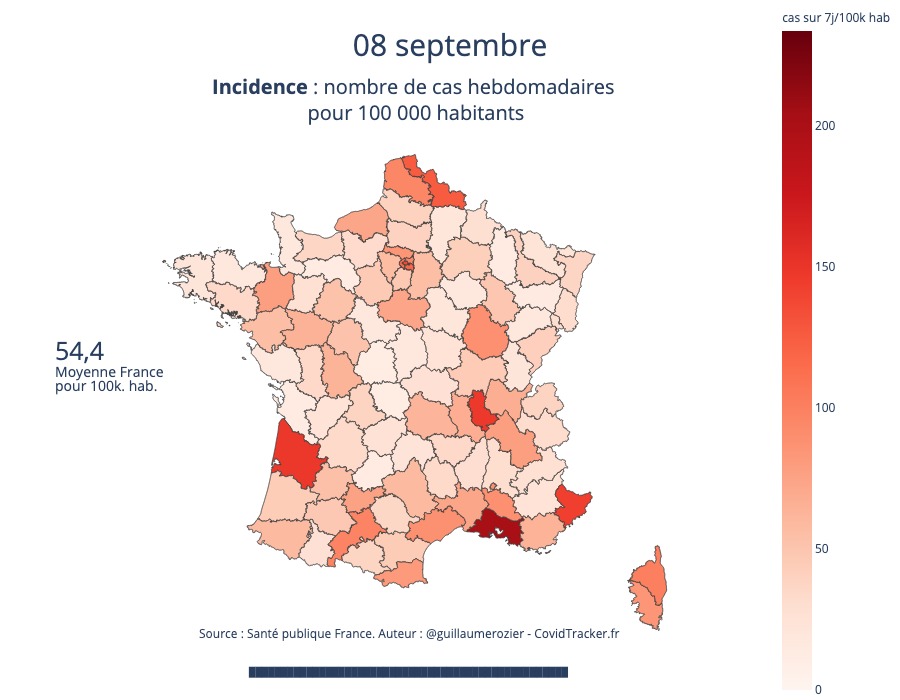 cas sur 7j/100k hab
08 septembre
Incidence : nombre de cas hebdomadaires
pour 100 000 habitants
200
150
54,4
Moyenne France
pour 100k. hab.
100
50
Source : Santé publique France. Auteur : @guillaumerozier - CovidTracker.fr
0